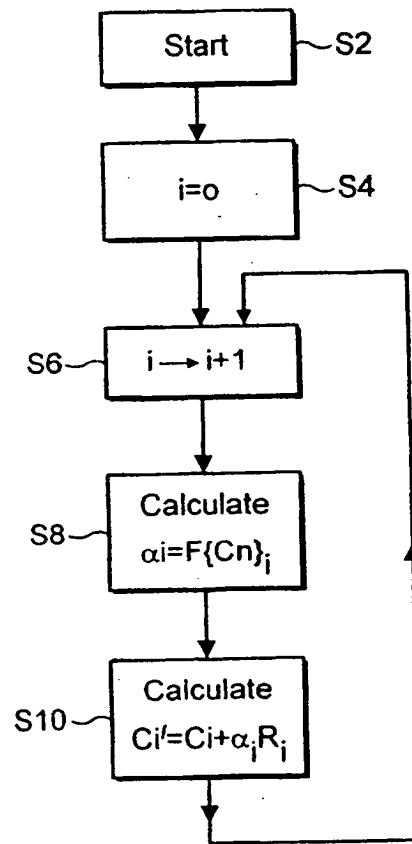 Start
S2
i=o
S4
S6
i → i+1
Calculate
S8
αi=F{Cn}i
Calculate
S10
Ci'=Ci+αiRi